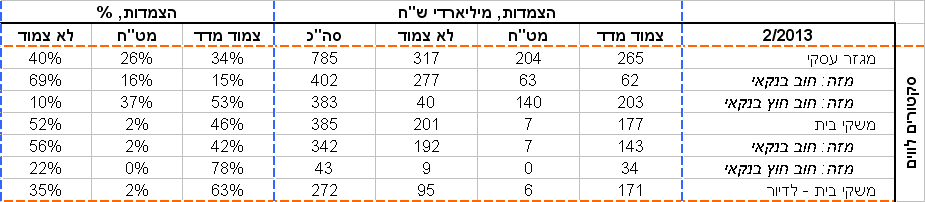 הצמדות, מיליארדי ש"ח הצמדות, %
2/2013 צמוד מדד מט"ח לא צמוד סה"כ צמוד מדד מט"ח לא צמוד
סקטורים לווים
מגזר עסקי 265 204 317 785 34% 26% 40%
מזה: חוב בנקאי 62 63 277 402 15% 16% 69%
מזה: חוב חוץ בנקאי 203 140 40 383 53% 37% 10%
משקי בית 177 7 201 385 46% 2% 52%
מזה: חוב בנקאי 143 7 192 342 42% 2% 56%
מזה: חוב חוץ בנקאי 34 0 9 43 78% 0% 22%
משקי בית - לדיור 171 6 95 272 63% 2% 35%